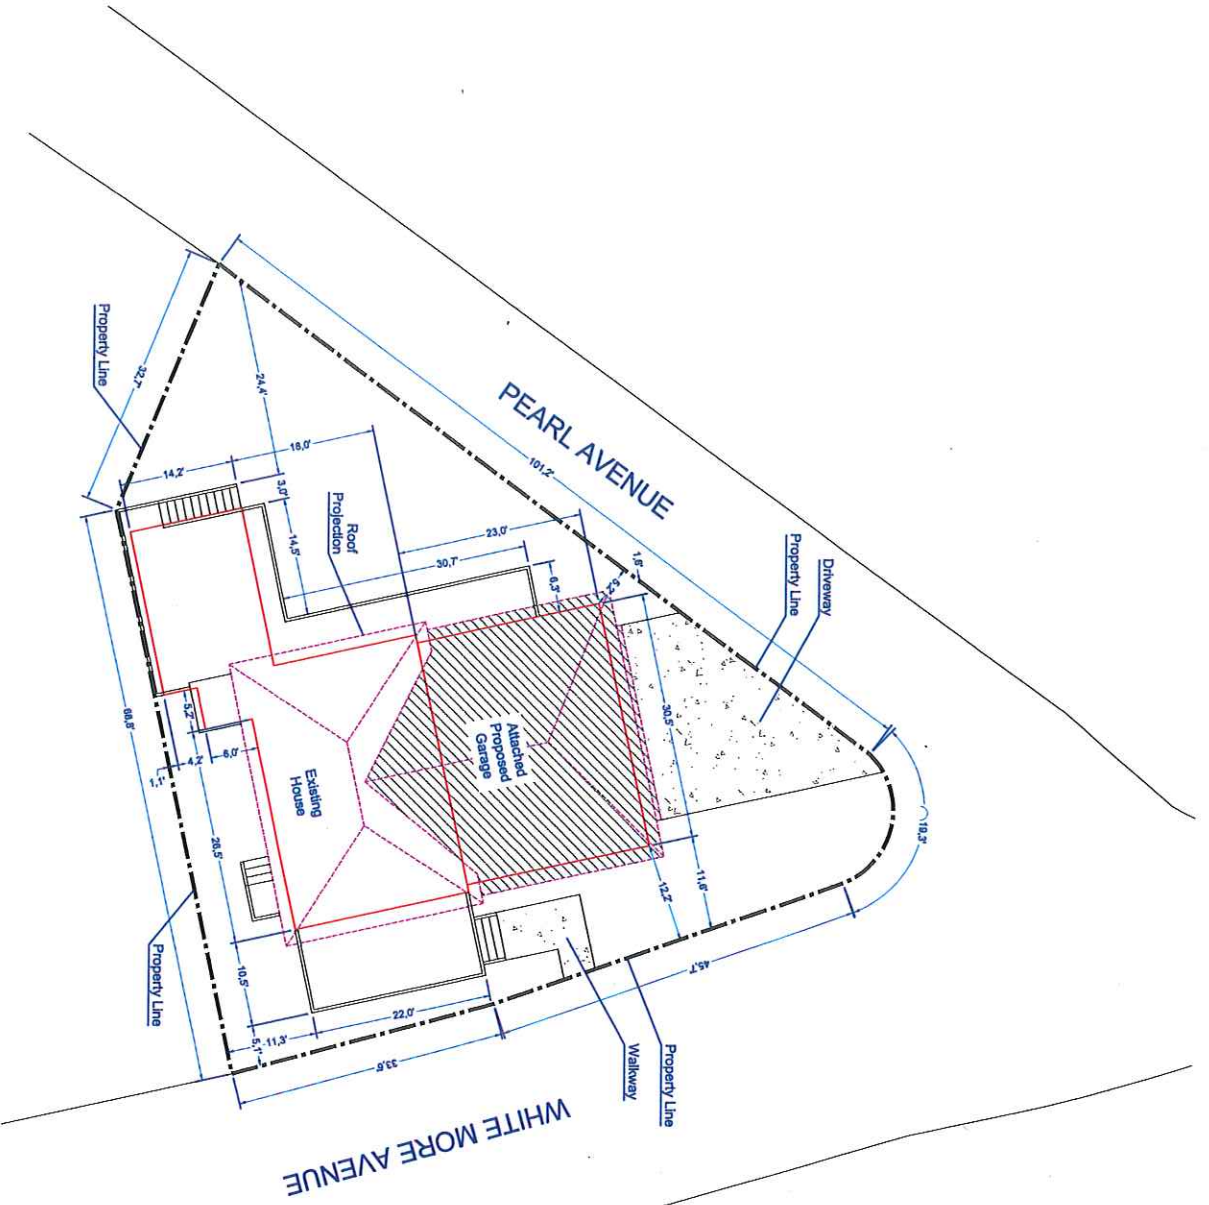 PEARL AVENUE
101,2'
Driveway
Property Line
Property Line
32,7'
24,4'
18,0'
14,2'
3,0'
14,5'
Roof
Projection
23,0'
30,7'
6,3'
1,6'
30,5'
Attached
Proposed
Garage
11,6'
12,2'
19,3'
45,7'
Existing
House
5,2'
4,2'
6,0'
1,1'
68,8'
26,5'
10,5'
5,1'
11,3'
22,0'
33,6'
Property Line
Walkway
Property Line
WHITE MORE AVENUE